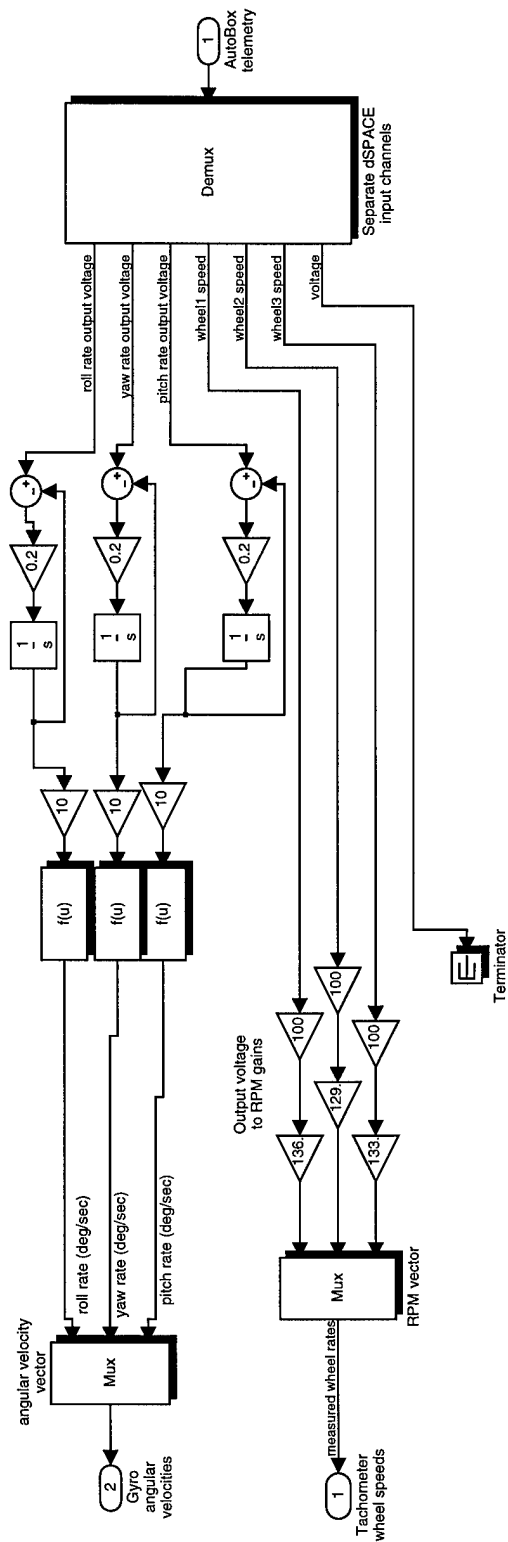 1
AutoBox
telemetry
Demux
Separate dSPACE
input channels
roll rate output voltage
yaw rate output voltage
pitch rate output voltage
wheel1 speed
wheel2 speed
wheel3 speed
voltage
- +
0.2
1
s
- +
0.2
1
s
- +
0.2
1
s
10
10
10
f(u)
f(u)
f(u)
Terminator
100
100
100
Output voltage
to RPM gains
136.
129.
133.
roll rate (deg/sec)
yaw rate (deg/sec)
pitch rate (deg/sec)
angular velocity
vector
Mux
Mux
RPM vector
measured wheel rates
2
Gyro
angular
velocities
1
Tachometer
wheel speeds